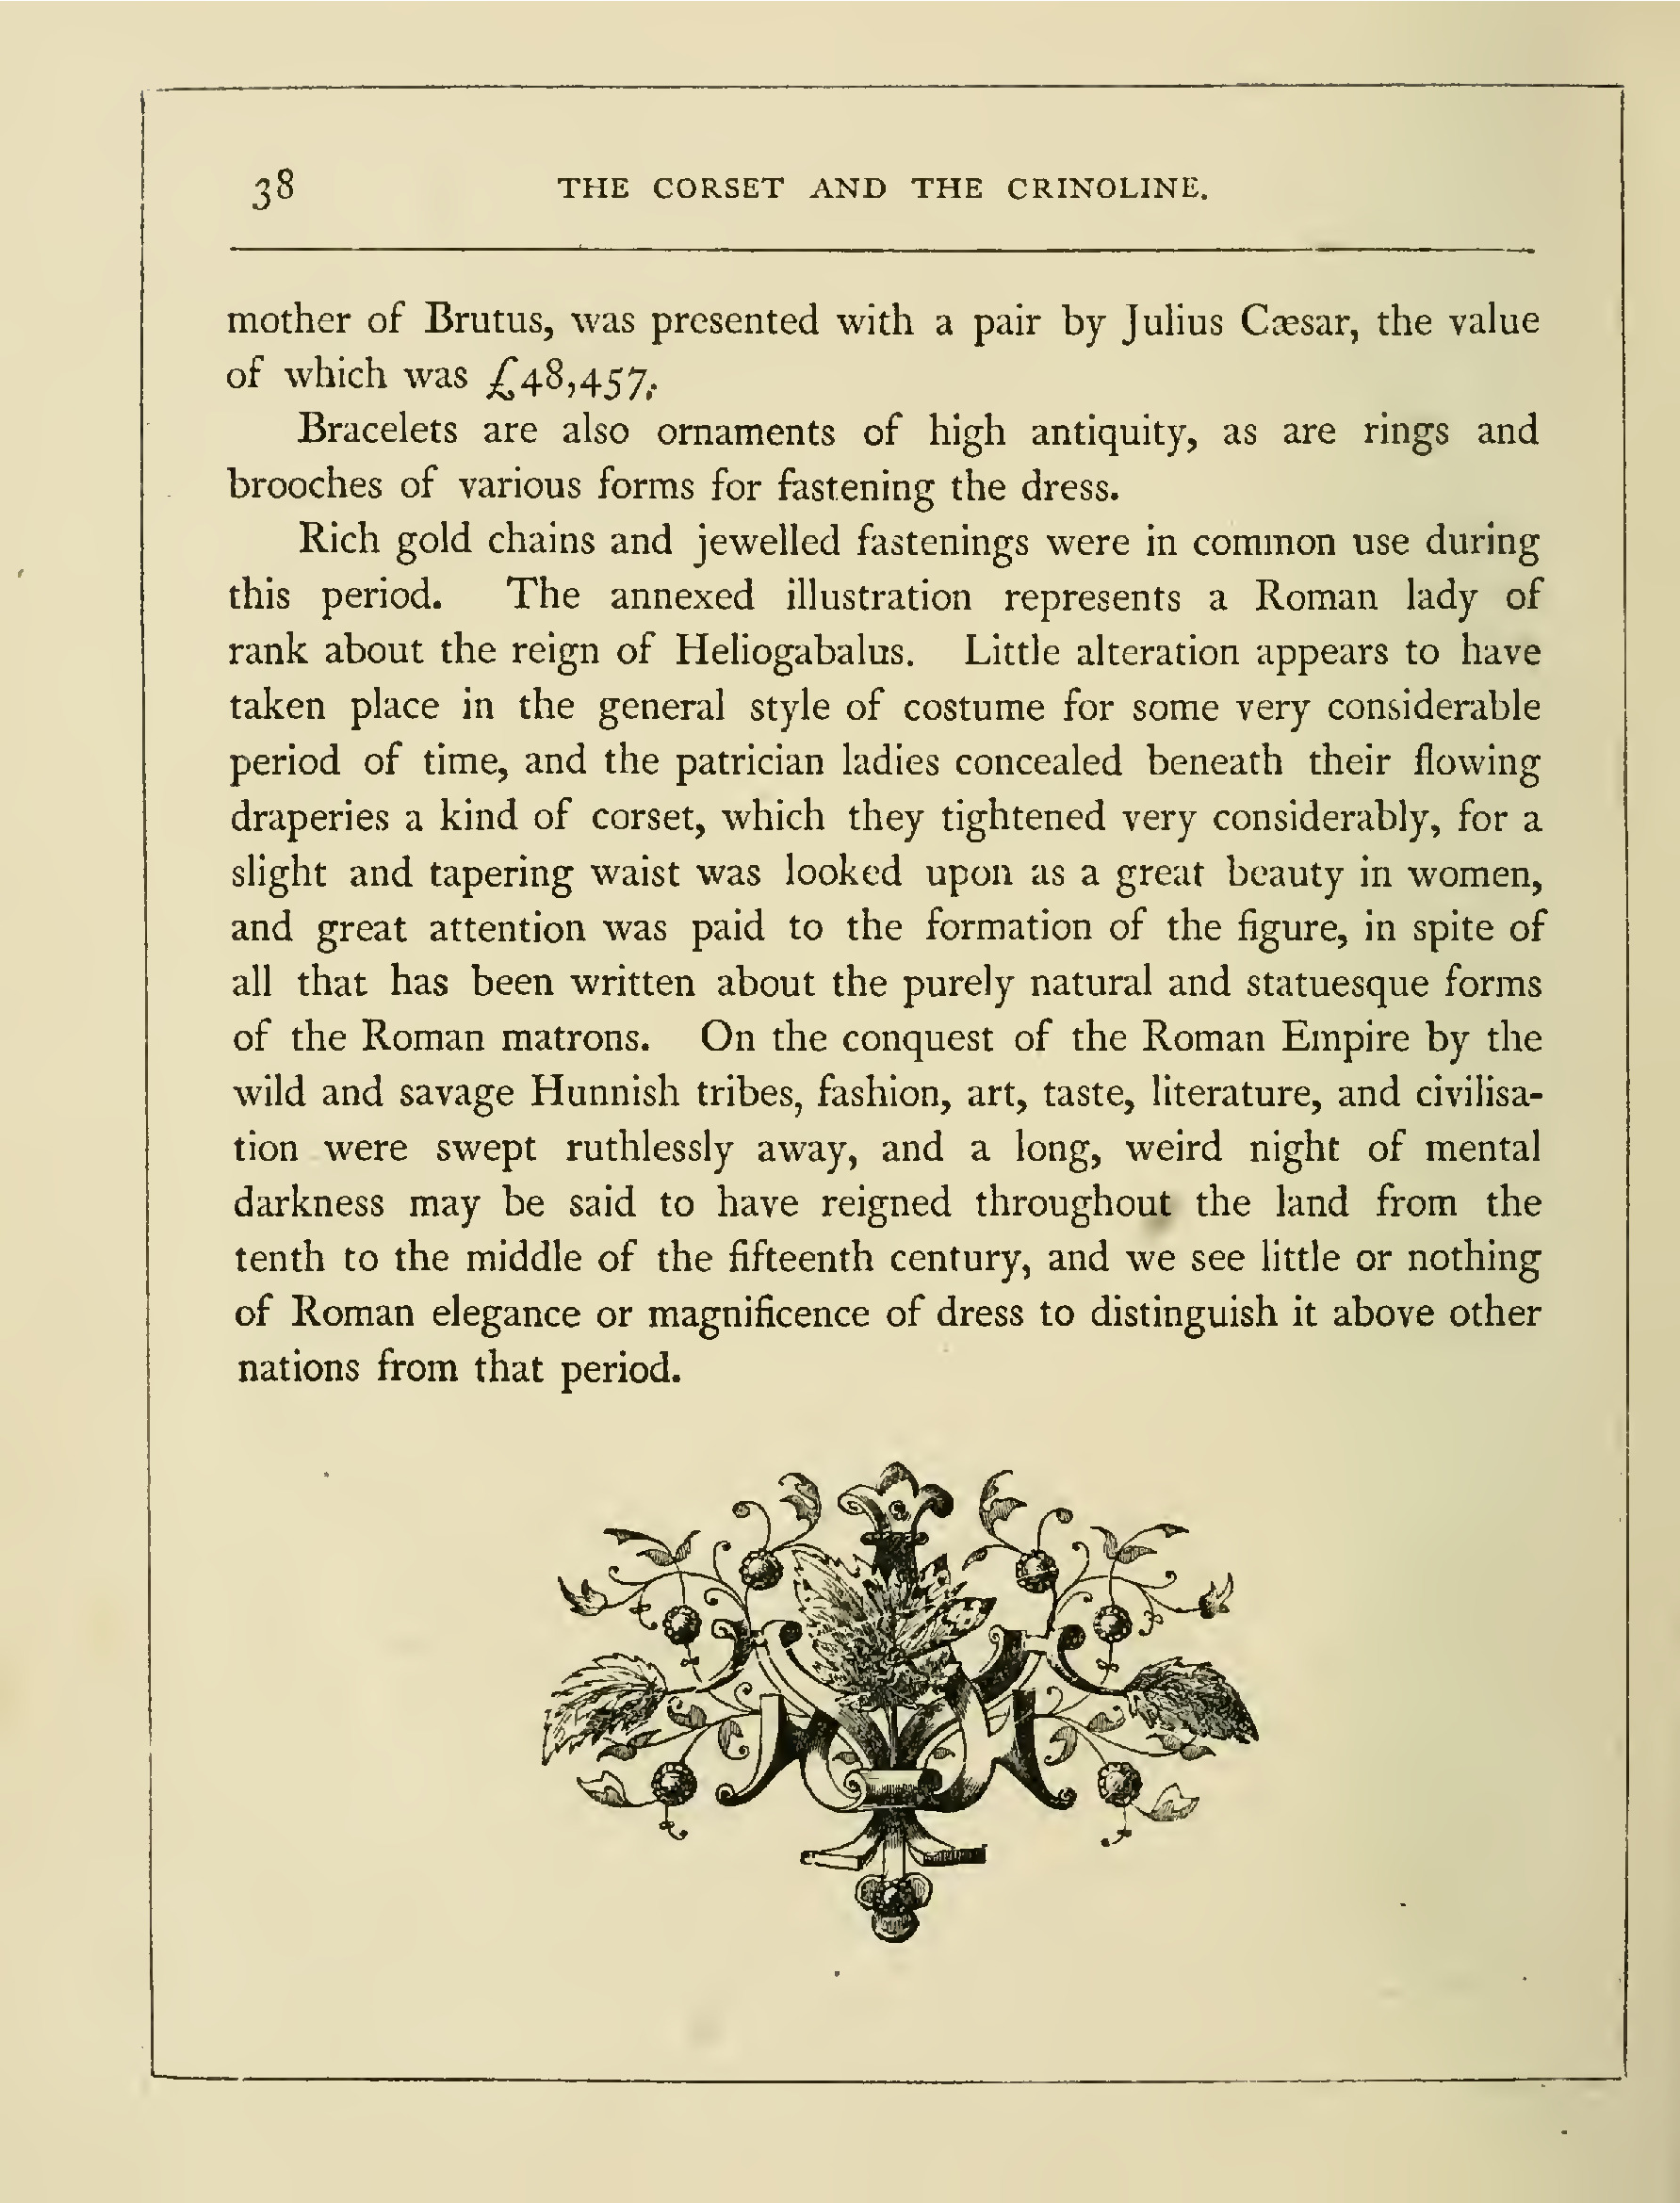 38 THE CORSET AND THE CRINOLINE.
mother of Brutus, was presented with a pair by Julius Cæsar, the value
of which was £48,457.
Bracelets are also ornaments of high antiquity, as are rings and
brooches of various forms for fastening the dress.
Rich gold chains and jewelled fastenings were in common use during
this period. The annexed illustration represents a Roman lady of
rank about the reign of Heliogabalus. Little alteration appears to have
taken place in the general style of costume for some very considerable
period of time, and the patrician ladies concealed beneath their flowing
draperies a kind of corset, which they tightened very considerably, for a
slight and tapering waist was looked upon as a great beauty in women,
and great attention was paid to the formation of the figure, in spite of
all that has been written about the purely natural and statuesque forms
of the Roman matrons. On the conquest of the Roman Empire by the
wild and savage Hunnish tribes, fashion, art, taste, literature, and civilisa-
tion were swept ruthlessly away, and a long, weird night of mental
darkness may be said to have reigned throughout the land from the
tenth to the middle of the fifteenth century, and we see little or nothing
of Roman elegance or magnificence of dress to distinguish it above other
nations from that period.